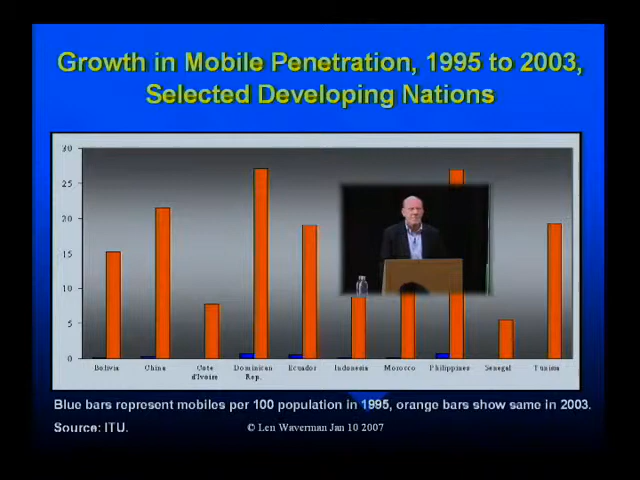 Growth in Mobile Penetration, 1995 to 2003,
Selected Developing Nations
30
25
20
15
10
5
0
Bolivia China Cote d'Ivoire Dominican Rep. Ecuador Indonesia Morocco Philippines Senegal Tunisia
Blue bars represent mobiles per 100 population in 1995, orange bars show same in 2003.
Source: ITU.
© Len Waverman Jan 10 2007